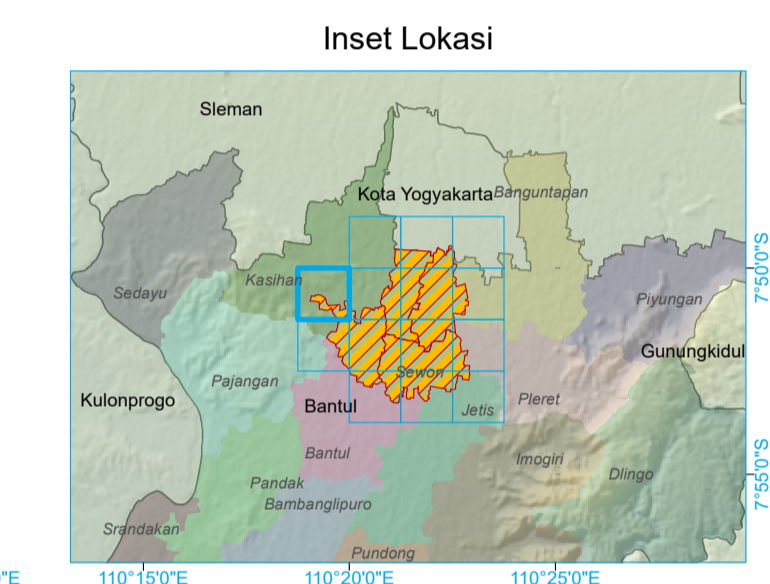 Inset Lokasi
Sleman
Kota Yogyakarta
Banguntapan
7°50'0"S
Kasihan
Sedayu
Piyungan
Gunungkidul
Sewon
Pajangan
Kulonprogo
Bantul
Jetis
Pleret
Bantul
Imogiri
Dlingo
Pandak
7°55'0"S
Bambanglipuro
Srandakan
Pundong
0"E
110°15'0"E
110°20'0"E
110°25'0"E